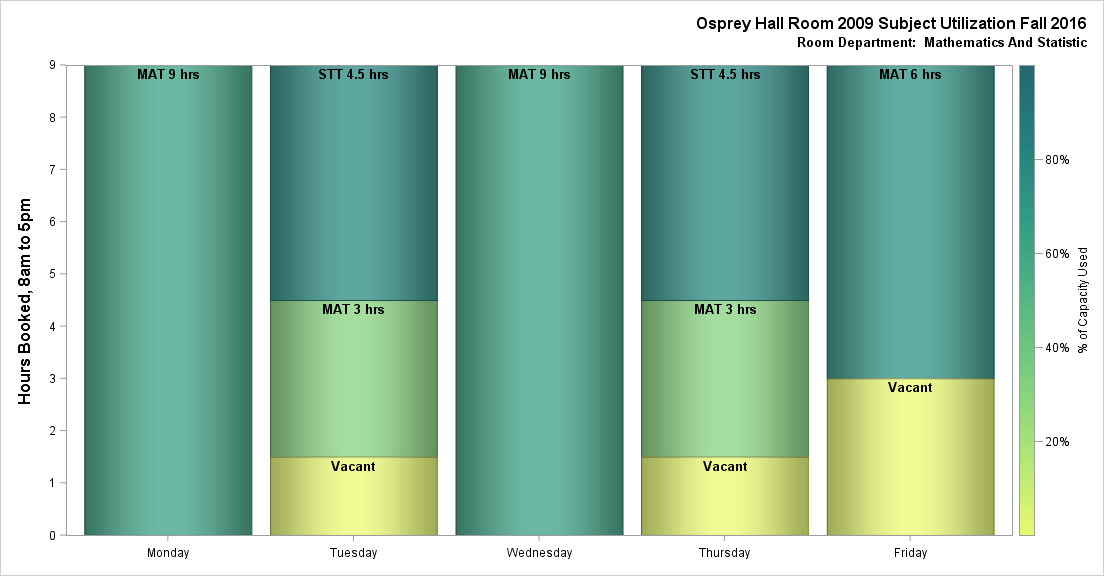 Osprey Hall Room 2009 Subject Utilization Fall 2016
Room Department:  Mathematics And Statistic
Hours Booked, 8am to 5pm
9
8
7
6
5
4
3
2
1
0
MAT 9 hrs
STT 4.5 hrs
MAT 3 hrs
Vacant
MAT 9 hrs
STT 4.5 hrs
MAT 3 hrs
Vacant
MAT 6 hrs
Vacant
Monday
Tuesday
Wednesday
Thursday
Friday
80%
60%
40%
20%
% of Capacity Used